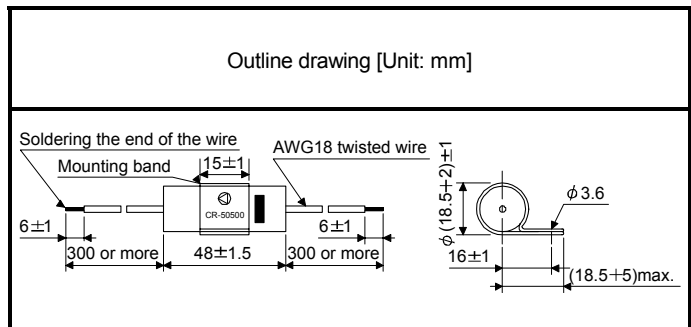 Outline drawing [Unit: mm]
Soldering the end of the wire
Mounting band
15±1
AWG18 twisted wire
CR-50500
6±1
6±1
300 or more
48±1.5
300 or more
φ(18.5+2)±1
φ3.6
16±1
(18.5+5)max.